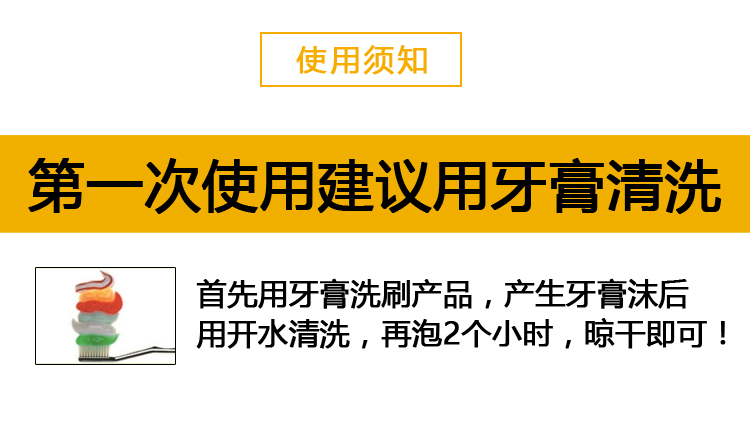 使用须知
第一次使用建议用牙膏清洗
首先用牙膏洗刷产品，产生牙膏沫后
用开水清洗，再泡2个小时，晾干即可！